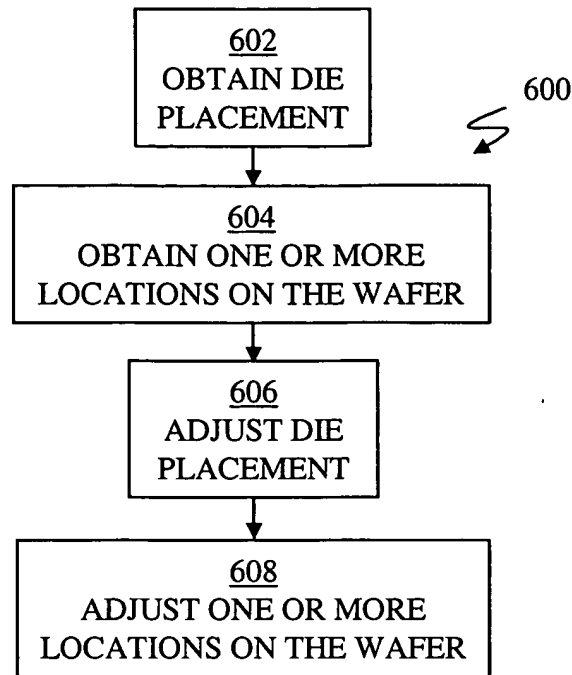 602
OBTAIN DIE
PLACEMENT
600
604
OBTAIN ONE OR MORE
LOCATIONS ON THE WAFER
606
ADJUST DIE
PLACEMENT
608
ADJUST ONE OR MORE
LOCATIONS ON THE WAFER